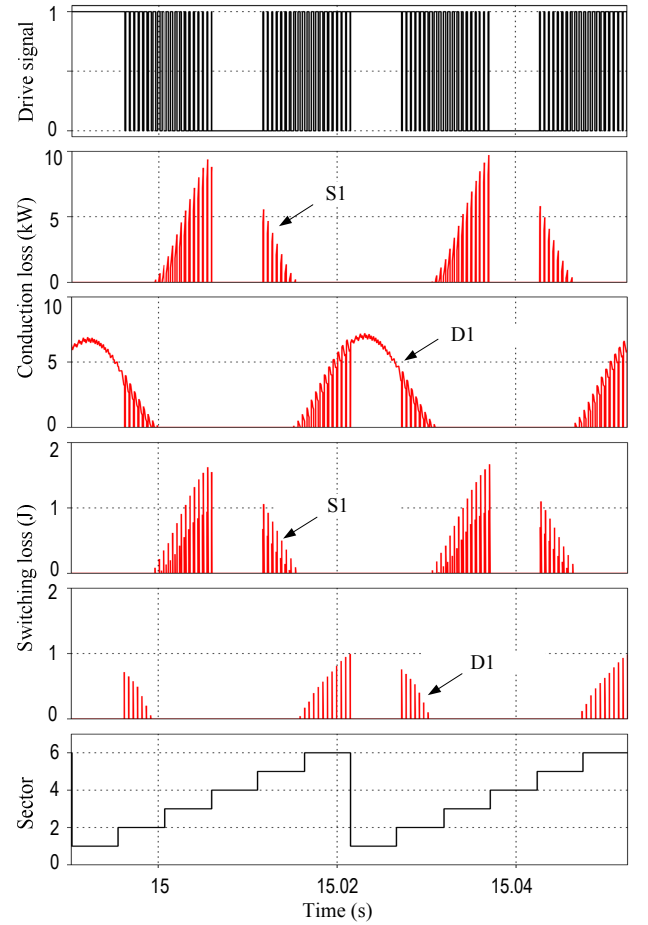 Drive signal
1
0
Conduction loss (kW)
10
5
0
S1
10
5
0
D1
Switching loss (J)
2
1
0
S1
2
1
0
D1
Sector
6
4
2
0
15
15.02
15.04
Time (s)